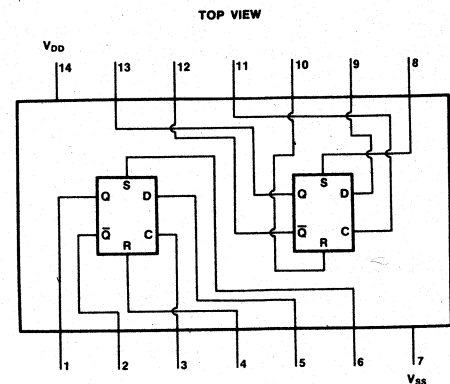 TOP VIEW
VDD
14 13 12 11 10 9 8
S S
Q D Q D
Q̅ C Q̅ C
R R
1 2 3 4 5 6 7
VSS